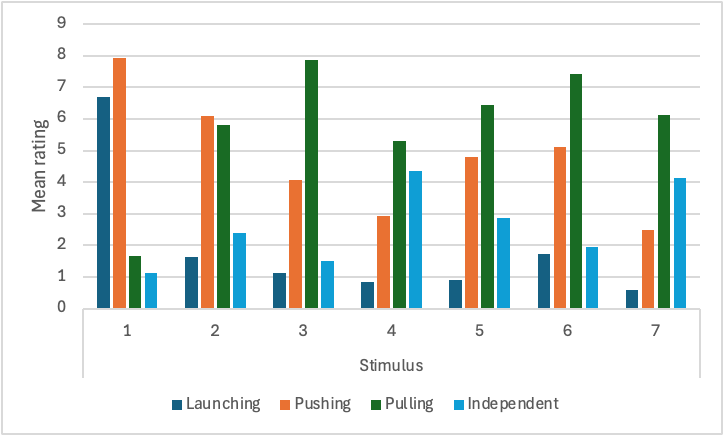 9
8
7
6
5
4
3
2
1
0
Mean rating
1 2 3 4 5 6 7
Stimulus
Launching Pushing Pulling Independent